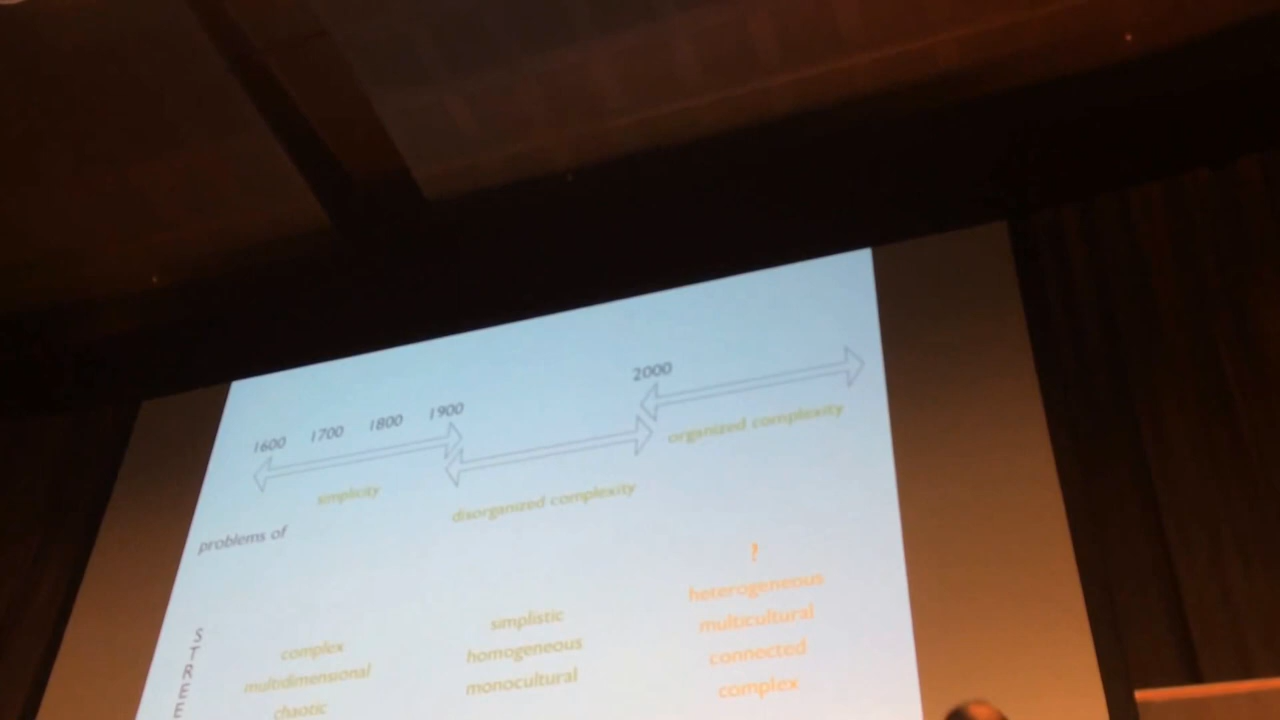 1600 1700 1800 1900 2000
simplicity
disorganized complexity
organized complexity
problems of
?
heterogeneous
multicultural
connected
complex
simplistic
homogeneous
monocultural
complex
multidimensional
chaotic
S
T
R
E
E